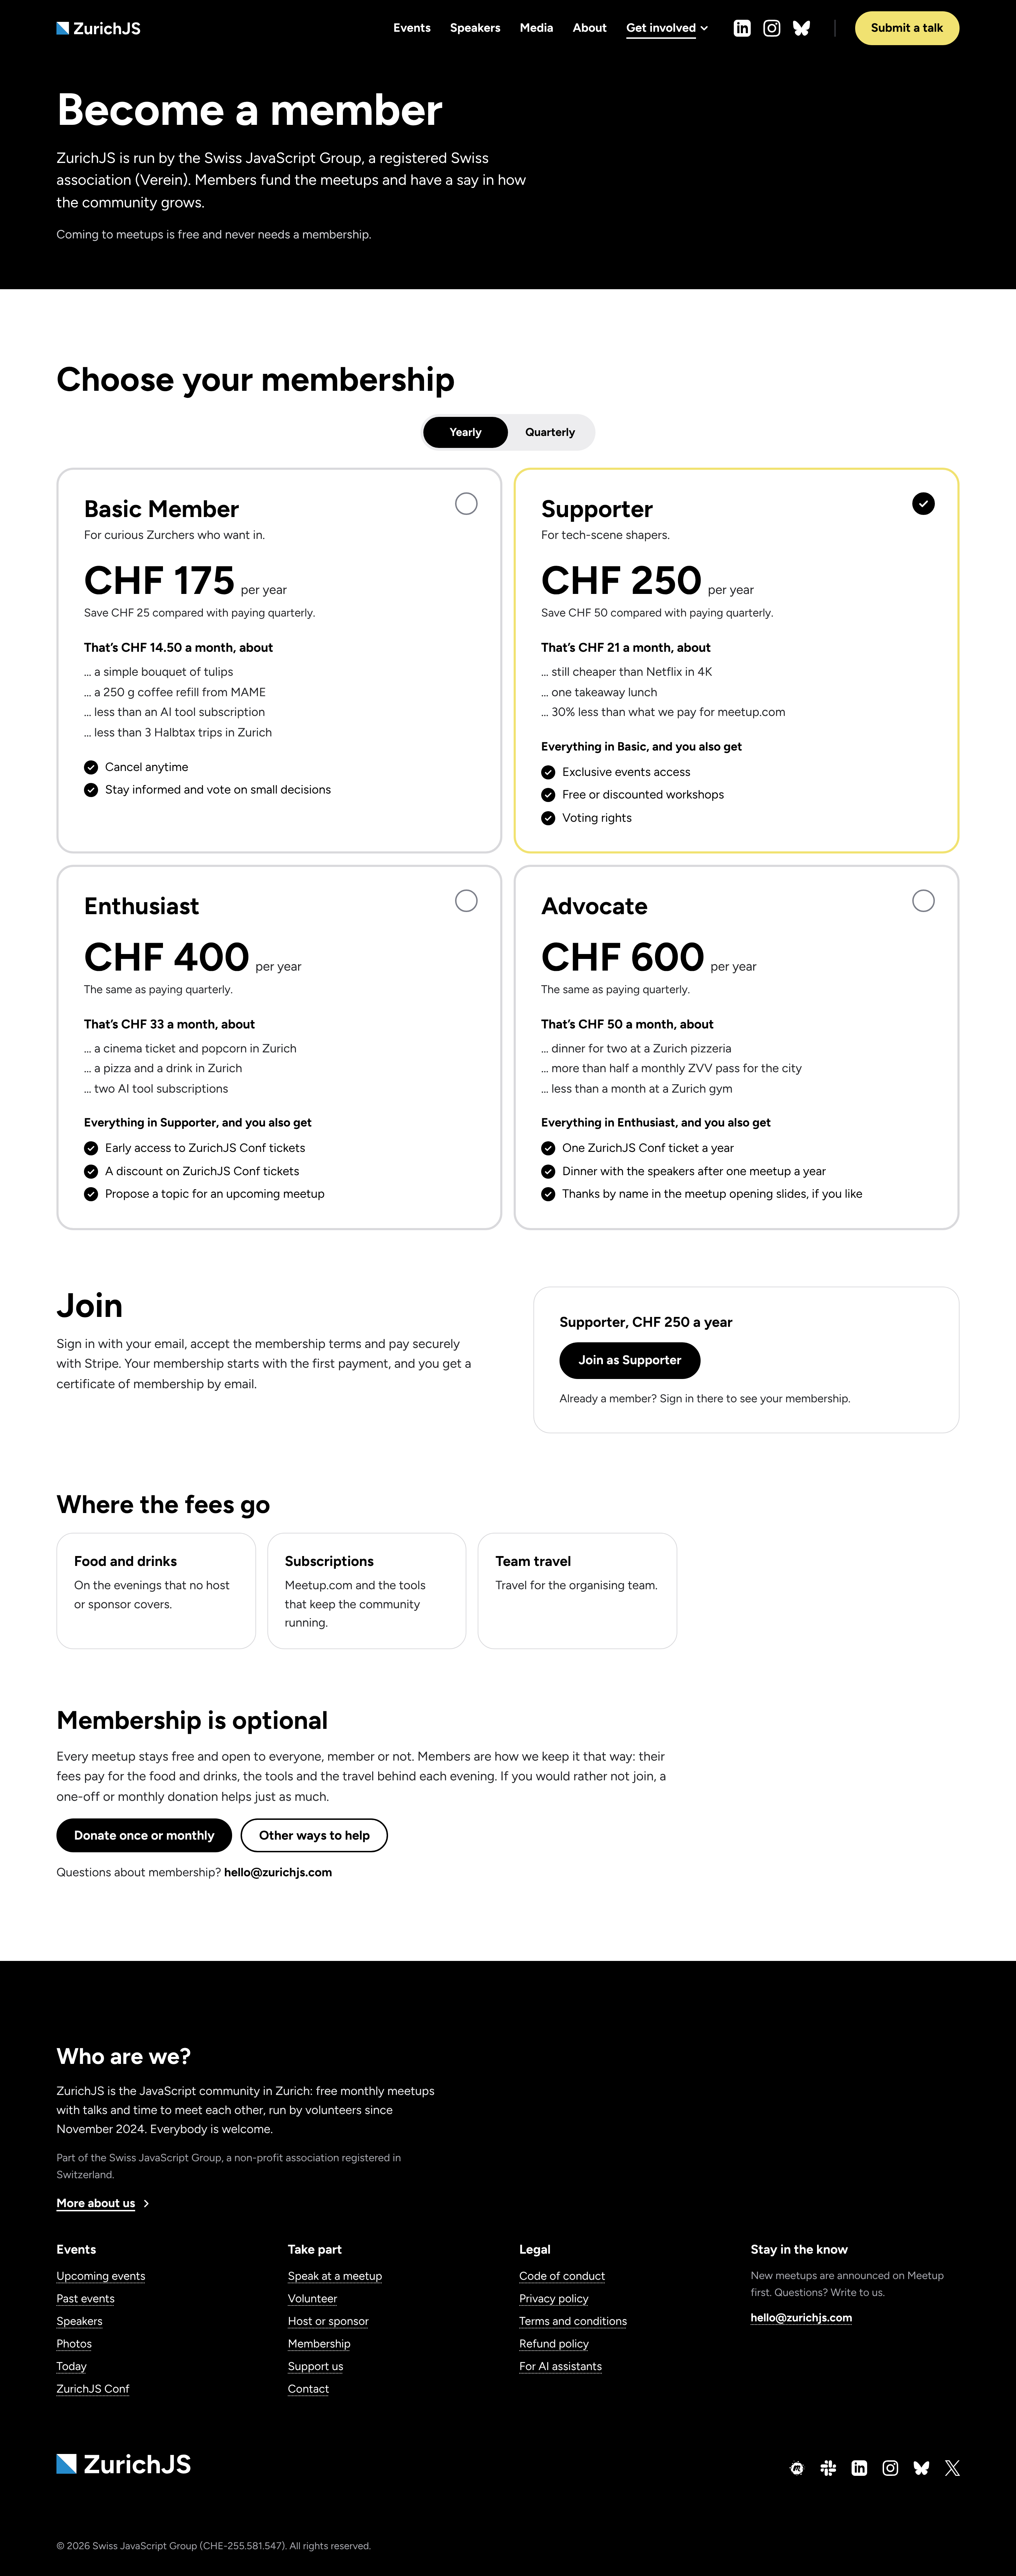 ZurichJS
Events
Speakers
Media
About
Get involved
Submit a talk
Become a member
ZurichJS is run by the Swiss JavaScript Group, a registered Swiss
association (Verein). Members fund the meetups and have a say in how
the community grows.
Coming to meetups is free and never needs a membership.
Choose your membership
Yearly
Quarterly
Basic Member
For curious Zurchers who want in.
CHF 175 per year
Save CHF 25 compared with paying quarterly.
That’s CHF 14.50 a month, about
… a simple bouquet of tulips
… a 250 g coffee refill from MAME
… less than an AI tool subscription
… less than 3 Halbtax trips in Zurich
Cancel anytime
Stay informed and vote on small decisions
Supporter
For tech-scene shapers.
CHF 250 per year
Save CHF 50 compared with paying quarterly.
That’s CHF 21 a month, about
… still cheaper than Netflix in 4K
… one takeaway lunch
… 30% less than what we pay for meetup.com
Everything in Basic, and you also get
Exclusive events access
Free or discounted workshops
Voting rights
Enthusiast
CHF 400 per year
The same as paying quarterly.
That’s CHF 33 a month, about
… a cinema ticket and popcorn in Zurich
… a pizza and a drink in Zurich
… two AI tool subscriptions
Everything in Supporter, and you also get
Early access to ZurichJS Conf tickets
A discount on ZurichJS Conf tickets
Propose a topic for an upcoming meetup
Advocate
CHF 600 per year
The same as paying quarterly.
That’s CHF 50 a month, about
… dinner for two at a Zurich pizzeria
… more than half a monthly ZVV pass for the city
… less than a month at a Zurich gym
Everything in Enthusiast, and you also get
One ZurichJS Conf ticket a year
Dinner with the speakers after one meetup a year
Thanks by name in the meetup opening slides, if you like
Join
Sign in with your email, accept the membership terms and pay securely
with Stripe. Your membership starts with the first payment, and you get a
certificate of membership by email.
Supporter, CHF 250 a year
Join as Supporter
Already a member? Sign in there to see your membership.
Where the fees go
Food and drinks
On the evenings that no host
or sponsor covers.
Subscriptions
Meetup.com and the tools
that keep the community
running.
Team travel
Travel for the organising team.
Membership is optional
Every meetup stays free and open to everyone, member or not. Members are how we keep it that way: their
fees pay for the food and drinks, the tools and the travel behind each evening. If you would rather not join, a
one-off or monthly donation helps just as much.
Donate once or monthly
Other ways to help
Questions about membership? hello@zurichjs.com
Who are we?
ZurichJS is the JavaScript community in Zurich: free monthly meetups
with talks and time to meet each other, run by volunteers since
November 2024. Everybody is welcome.
Part of the Swiss JavaScript Group, a non-profit association registered in
Switzerland.
More about us
Events
Upcoming events
Past events
Speakers
Photos
Today
ZurichJS Conf
Take part
Speak at a meetup
Volunteer
Host or sponsor
Membership
Support us
Contact
Legal
Code of conduct
Privacy policy
Terms and conditions
Refund policy
For AI assistants
Stay in the know
New meetups are announced on Meetup
first. Questions? Write to us.
hello@zurichjs.com
ZurichJS
© 2026 Swiss JavaScript Group (CHE-255.581.547). All rights reserved.